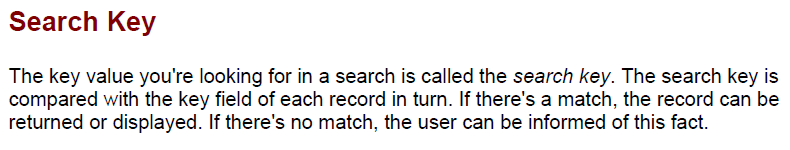 Search Key
The key value you're looking for in a search is called the search key. The search key is
compared with the key field of each record in turn. If there's a match, the record can be
returned or displayed. If there's no match, the user can be informed of this fact.